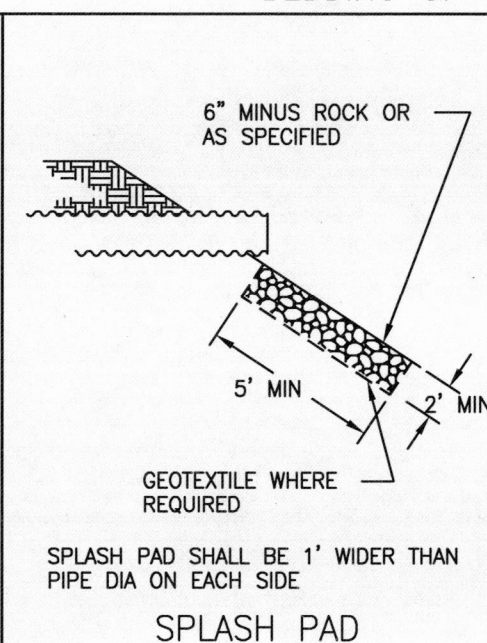 6" MINUS ROCK OR
AS SPECIFIED
5' MIN
2' MIN
GEOTEXTILE WHERE
REQUIRED
SPLASH PAD SHALL BE 1' WIDER THAN
PIPE DIA ON EACH SIDE
SPLASH PAD